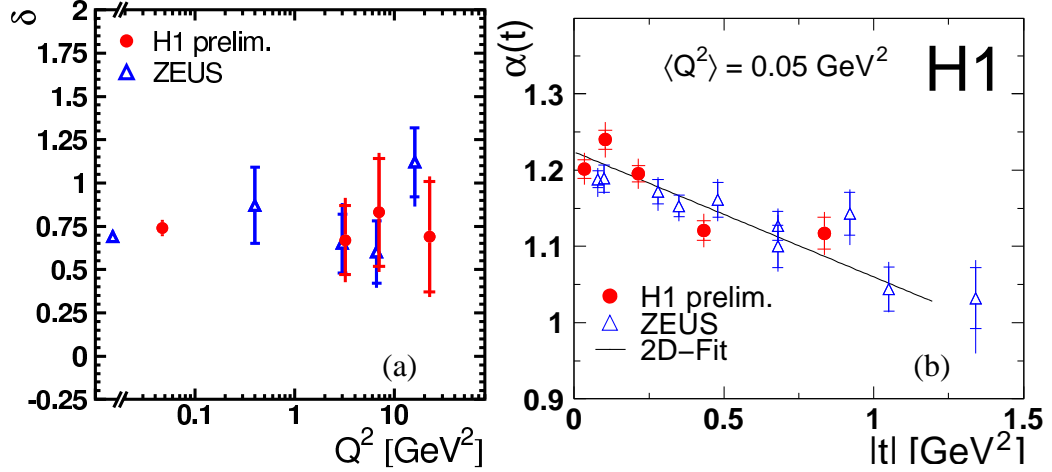 δ
2
1.75
1.5
1.25
1
0.75
0.5
0.25
0
-0.25
H1 prelim.
ZEUS
(a)
0.1 1 10
Q² [GeV²]
α(t)
1.3
1.2
1.1
1
0.9
⟨Q²⟩ = 0.05 GeV²
H1
H1 prelim.
ZEUS
2D−Fit
(b)
0 0.5 1 1.5
|t| [GeV²]